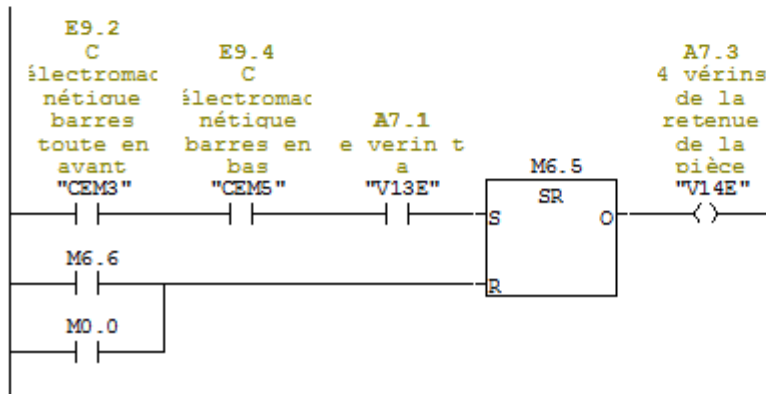 E9.2
C
électromac
nétique
barres
toute en
avant
"CEM3"
E9.4
C
électromac
nétique
barres en
bas
"CEM5"
A7.1
e verin t
a
"V13E"
M6.5
SR
S
Q
R
A7.3
4 vérins
de la
retenue
de la
pièce
"V14E"
M6.6
M0.0